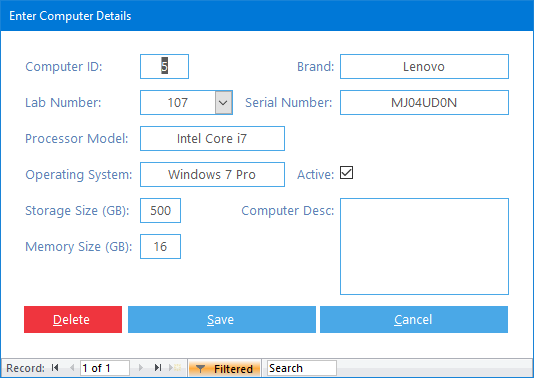 Enter Computer Details
Computer ID: 5 Brand: Lenovo
Lab Number: 107 Serial Number: MJ04UD0N
Processor Model: Intel Core i7
Operating System: Windows 7 Pro Active:
Storage Size (GB): 500 Computer Desc:
Memory Size (GB): 16
Delete Save Cancel
Record: 1 of 1 Filtered Search